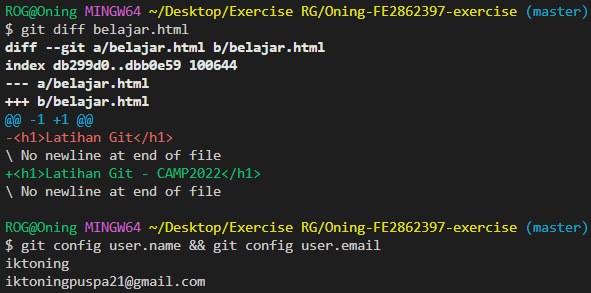 ROG@Oning MINGW64 ~/Desktop/Exercise RG/Oning-FE2862397-exercise (master)
$ git diff belajar.html
diff --git a/belajar.html b/belajar.html
index db299d0..dbb0e59 100644
--- a/belajar.html
+++ b/belajar.html
@@ -1 +1 @@
-<h1>Latihan Git</h1>
\ No newline at end of file
+<h1>Latihan Git - CAMP2022</h1>
\ No newline at end of file
ROG@Oning MINGW64 ~/Desktop/Exercise RG/Oning-FE2862397-exercise (master)
$ git config user.name && git config user.email
iktoning
iktoningpuspa21@gmail.com